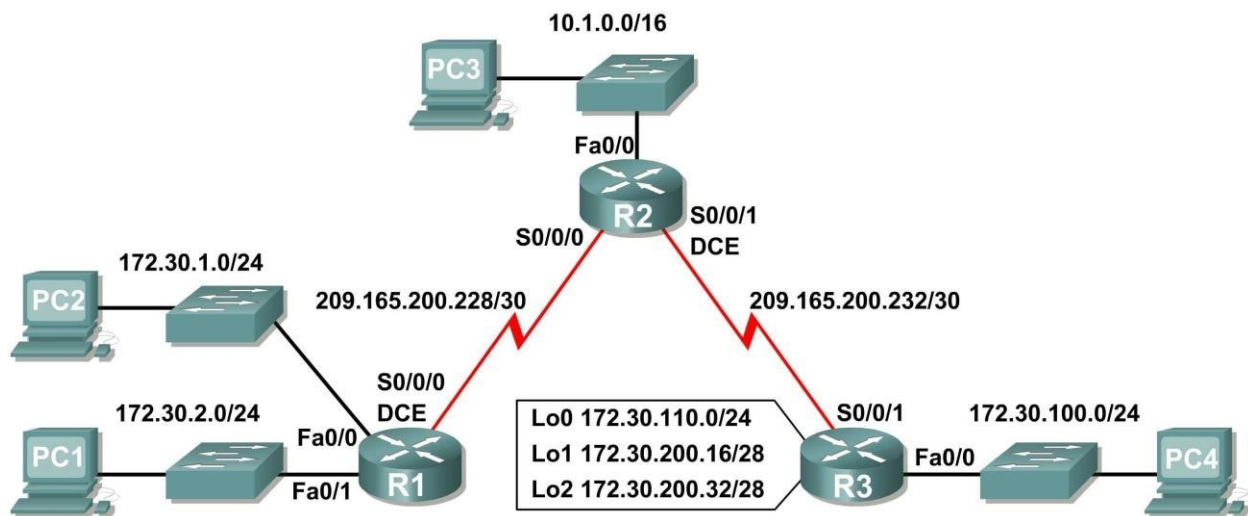 10.1.0.0/16
PC3
Fa0/0
R2
S0/0/0
S0/0/1
DCE
172.30.1.0/24
PC2
209.165.200.228/30
209.165.200.232/30
S0/0/0
DCE
172.30.2.0/24
PC1
Fa0/0
Fa0/1
R1
Lo0 172.30.110.0/24
Lo1 172.30.200.16/28
Lo2 172.30.200.32/28
S0/0/1
R3
Fa0/0
172.30.100.0/24
PC4